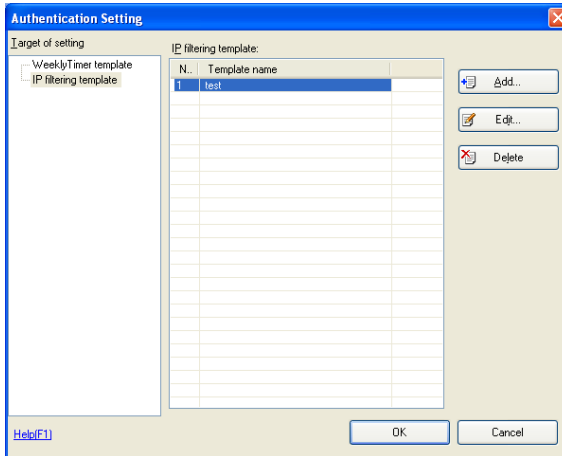 Authentication Setting
Target of setting
WeeklyTimer template
IP filtering template
IP filtering template:
N.. Template name
1 test
Add...
Edit...
Delete
Help(F1)
OK
Cancel